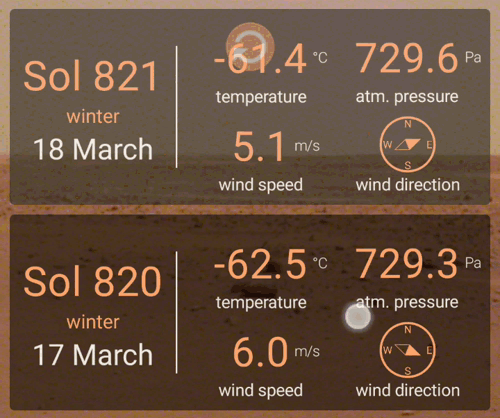 Sol 821
winter
18 March
-61.4 °C
temperature
729.6 Pa
atm. pressure
5.1 m/s
wind speed
N
W E
S
wind direction
Sol 820
winter
17 March
-62.5 °C
temperature
729.3 Pa
atm. pressure
6.0 m/s
wind speed
N
W E
S
wind direction